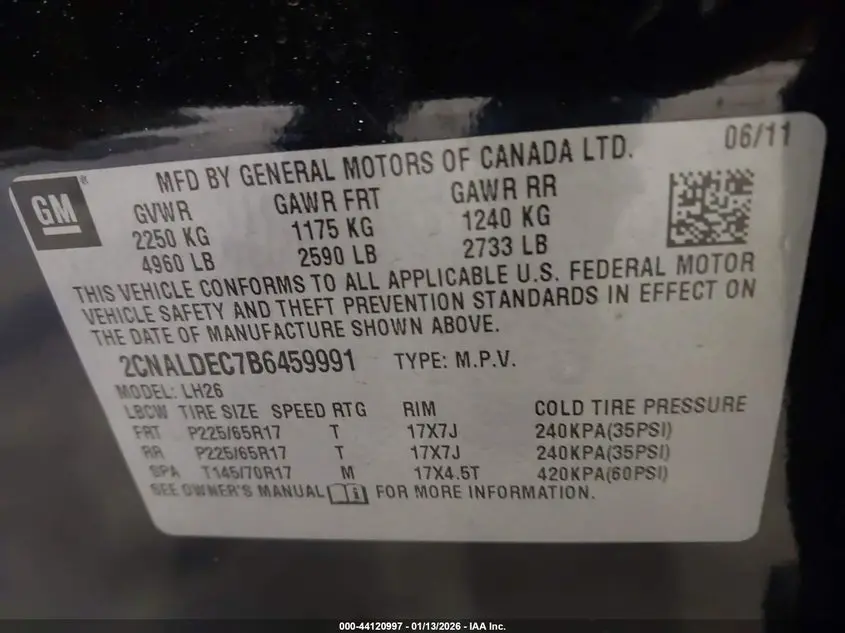 06/11
MFD BY GENERAL MOTORS OF CANADA LTD.
GM®
GVWR GAWR FRT GAWR RR
2250 KG 1175 KG 1240 KG
4960 LB 2590 LB 2733 LB
THIS VEHICLE CONFORMS TO ALL APPLICABLE U.S. FEDERAL MOTOR
VEHICLE SAFETY AND THEFT PREVENTION STANDARDS IN EFFECT ON
THE DATE OF MANUFACTURE SHOWN ABOVE.
2CNALDEC7B6459991 TYPE: M.P.V.
MODEL: LH26
LBCW TIRE SIZE SPEED RTG RIM COLD TIRE PRESSURE
FRT P225/65R17 T 17X7J 240KPA(35PSI)
RR P225/65R17 T 17X7J 240KPA(35PSI)
SPA T145/70R17 M 17X4.5T 420KPA(60PSI)
SEE OWNER'S MANUAL FOR MORE INFORMATION.
000-44120997 - 01/13/2026 - IAA Inc.